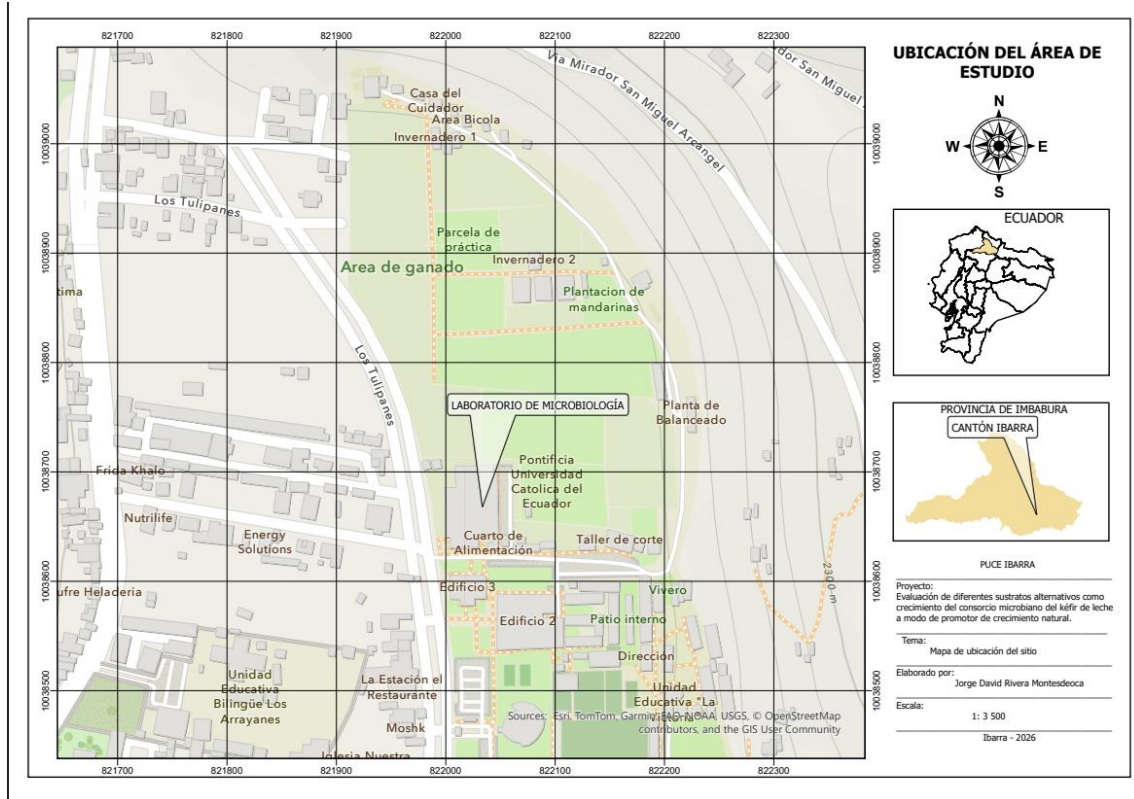 821700
821800
821900
822000
822100
822200
822300
10039000
10038900
10038800
10038700
10038600
10038500
Via Mirador San Miguel Arcángel
dor San Miguel
Casa del
Cuidador
Area Bicola
Invernadero 1
Los Tulipanes
Parcela de
práctica
Invernadero 2
Area de ganado
Plantacion de
mandarinas
tima
Los Tulipanes
LABORATORIO DE MICROBIOLOGÍA
Planta de
Balanceado
Frida Khalo
Pontificia
Universidad
Catolica del
Ecuador
Nutrilife
Energy
Solutions
Cuarto de
Alimentación
Taller de corte
ufre Helaceria
Edificio 3
Vivero
2300 m
Edificio 2
Patio interno
Dirección
Unidad
Educativa
Bilingüe Los
Arrayanes
La Estación el
Restaurante
Unidad
Educativa "La
Victoria"
Moshk
Iglesia Nuestra
Sources: Esri, TomTom, Garmin, FAO, NOAA, USGS, © OpenStreetMap
contributors, and the GIS User Community
10039000
10038900
10038800
10038700
10038600
10038500
821700
821800
821900
822000
822100
822200
822300
UBICACIÓN DEL ÁREA DE
ESTUDIO
N
W
E
S
ECUADOR
PROVINCIA DE IMBABURA
CANTÓN IBARRA
PUCE IBARRA
Proyecto:
Evaluación de diferentes sustratos alternativos como
crecimiento del consorcio microbiano del kéfir de leche
a modo de promotor de crecimiento natural.
Tema:
Mapa de ubicación del sitio
Elaborado por:
Jorge David Rivera Montesdeoca
Escala:
1: 3 500
Ibarra - 2026